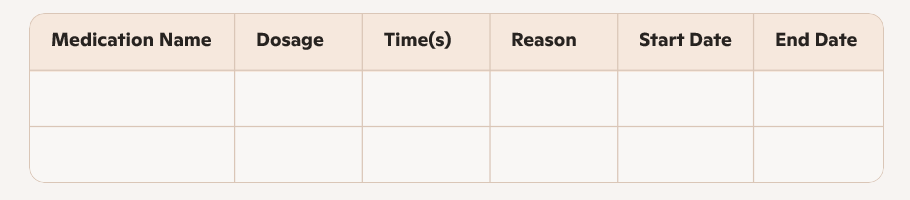 Medication Name Dosage Time(s) Reason Start Date End Date